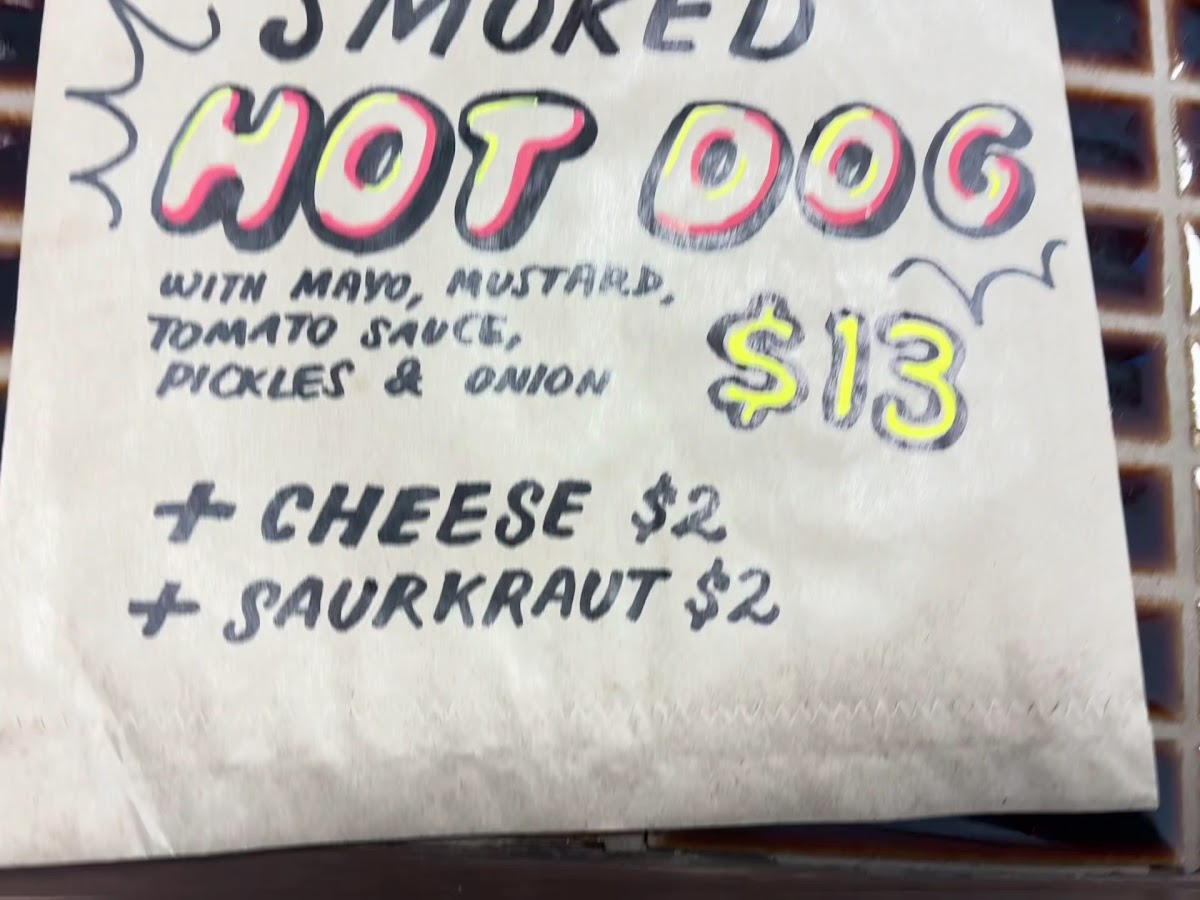 SMOKED
HOT DOG
WITH MAYO, MUSTARD,
TOMATO SAUCE,
PICKLES & ONION
$13
+ CHEESE $2
+ SAURKRAUT $2